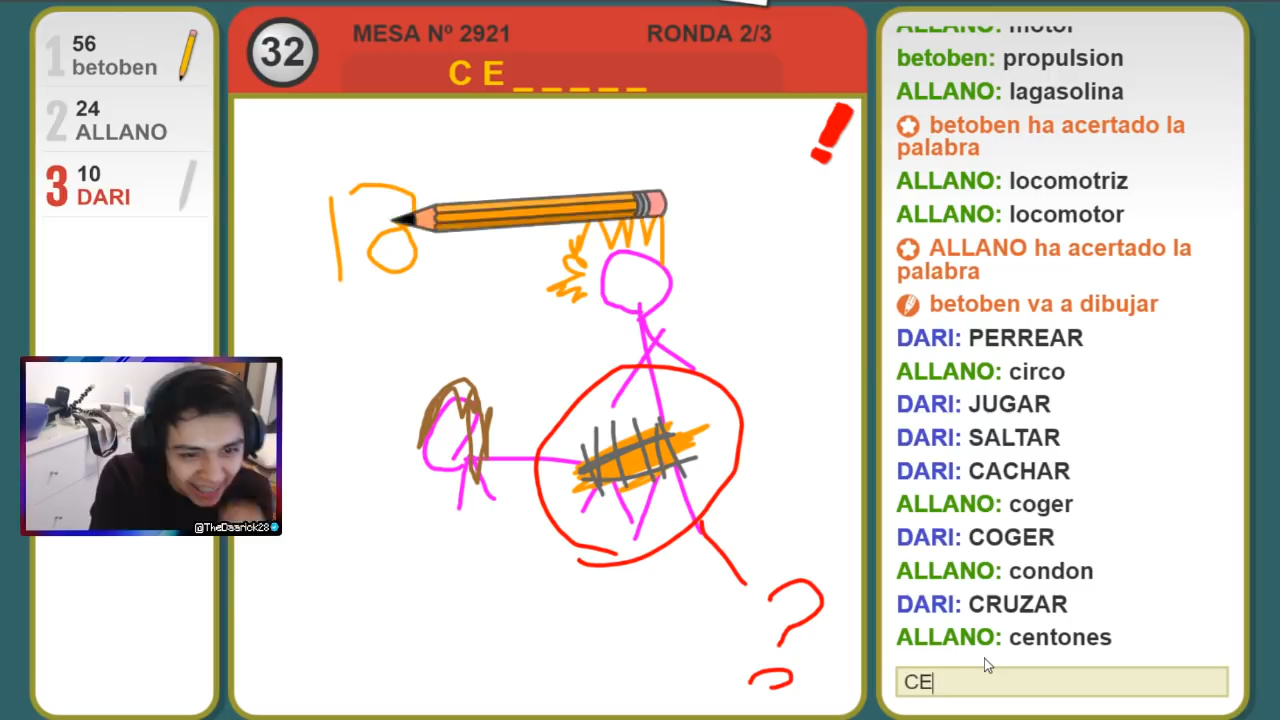 1 56
betoben
2 24
ALLANO
3 10
DARI
32
MESA Nº 2921
RONDA 2/3
C E _ _ _ _ _
!
18
?
@TheDaarick28
ALLANO: motor
betoben: propulsion
ALLANO: lagasolina
betoben ha acertado la
palabra
ALLANO: locomotriz
ALLANO: locomotor
ALLANO ha acertado la
palabra
betoben va a dibujar
DARI: PERREAR
ALLANO: circo
DARI: JUGAR
DARI: SALTAR
DARI: CACHAR
ALLANO: coger
DARI: COGER
ALLANO: condon
DARI: CRUZAR
ALLANO: centones
CE